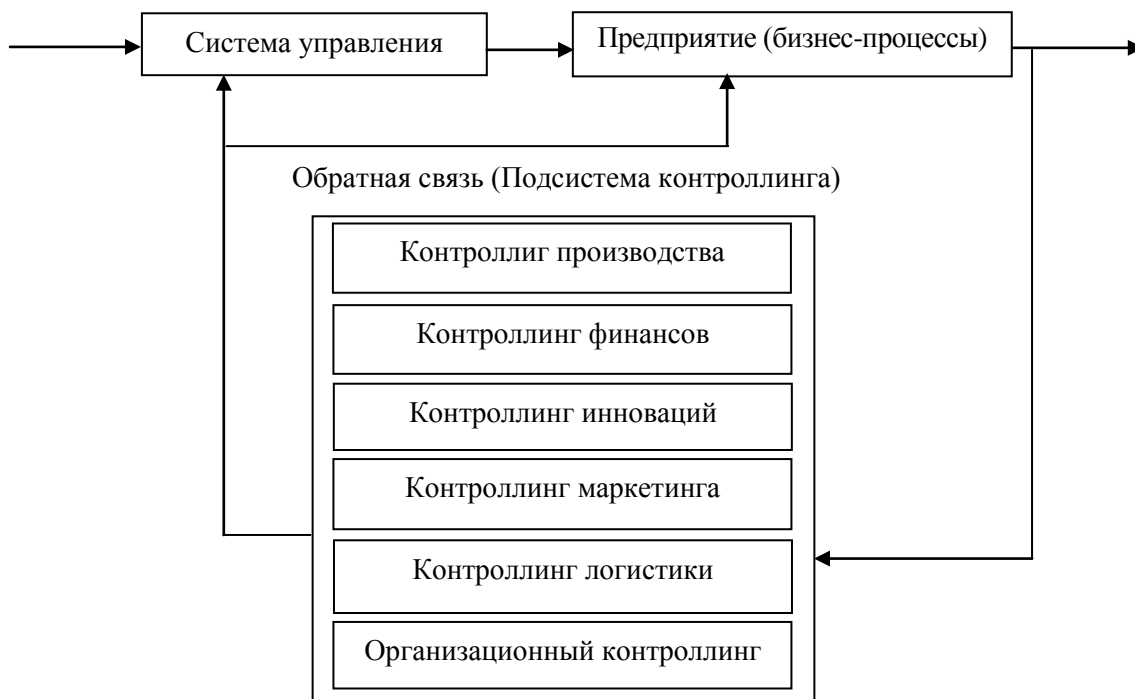 Система управления
Предприятие (бизнес-процессы)
Обратная связь (Подсистема контроллинга)
Контроллиг производства
Контроллинг финансов
Контроллинг инноваций
Контроллинг маркетинга
Контроллинг логистики
Организационный контроллинг